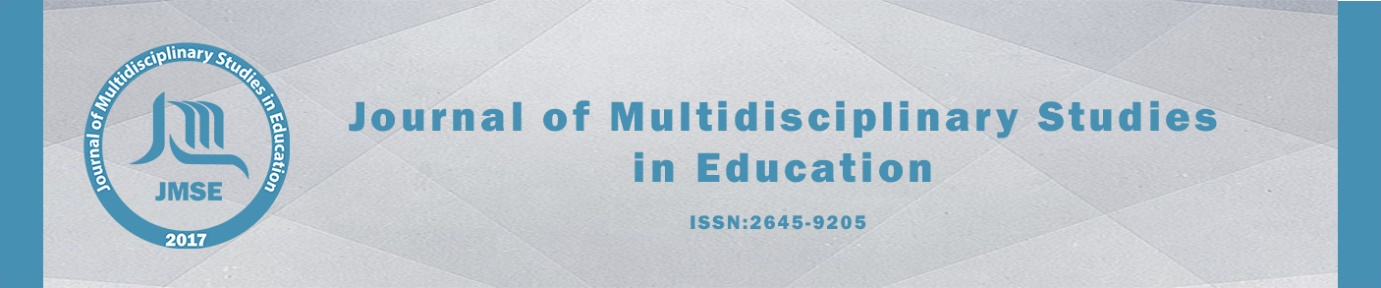 Journal of Multidisciplinary Studies in Education
JMSE
2017
Journal of Multidisciplinary Studies
in Education
ISSN:2645-9205